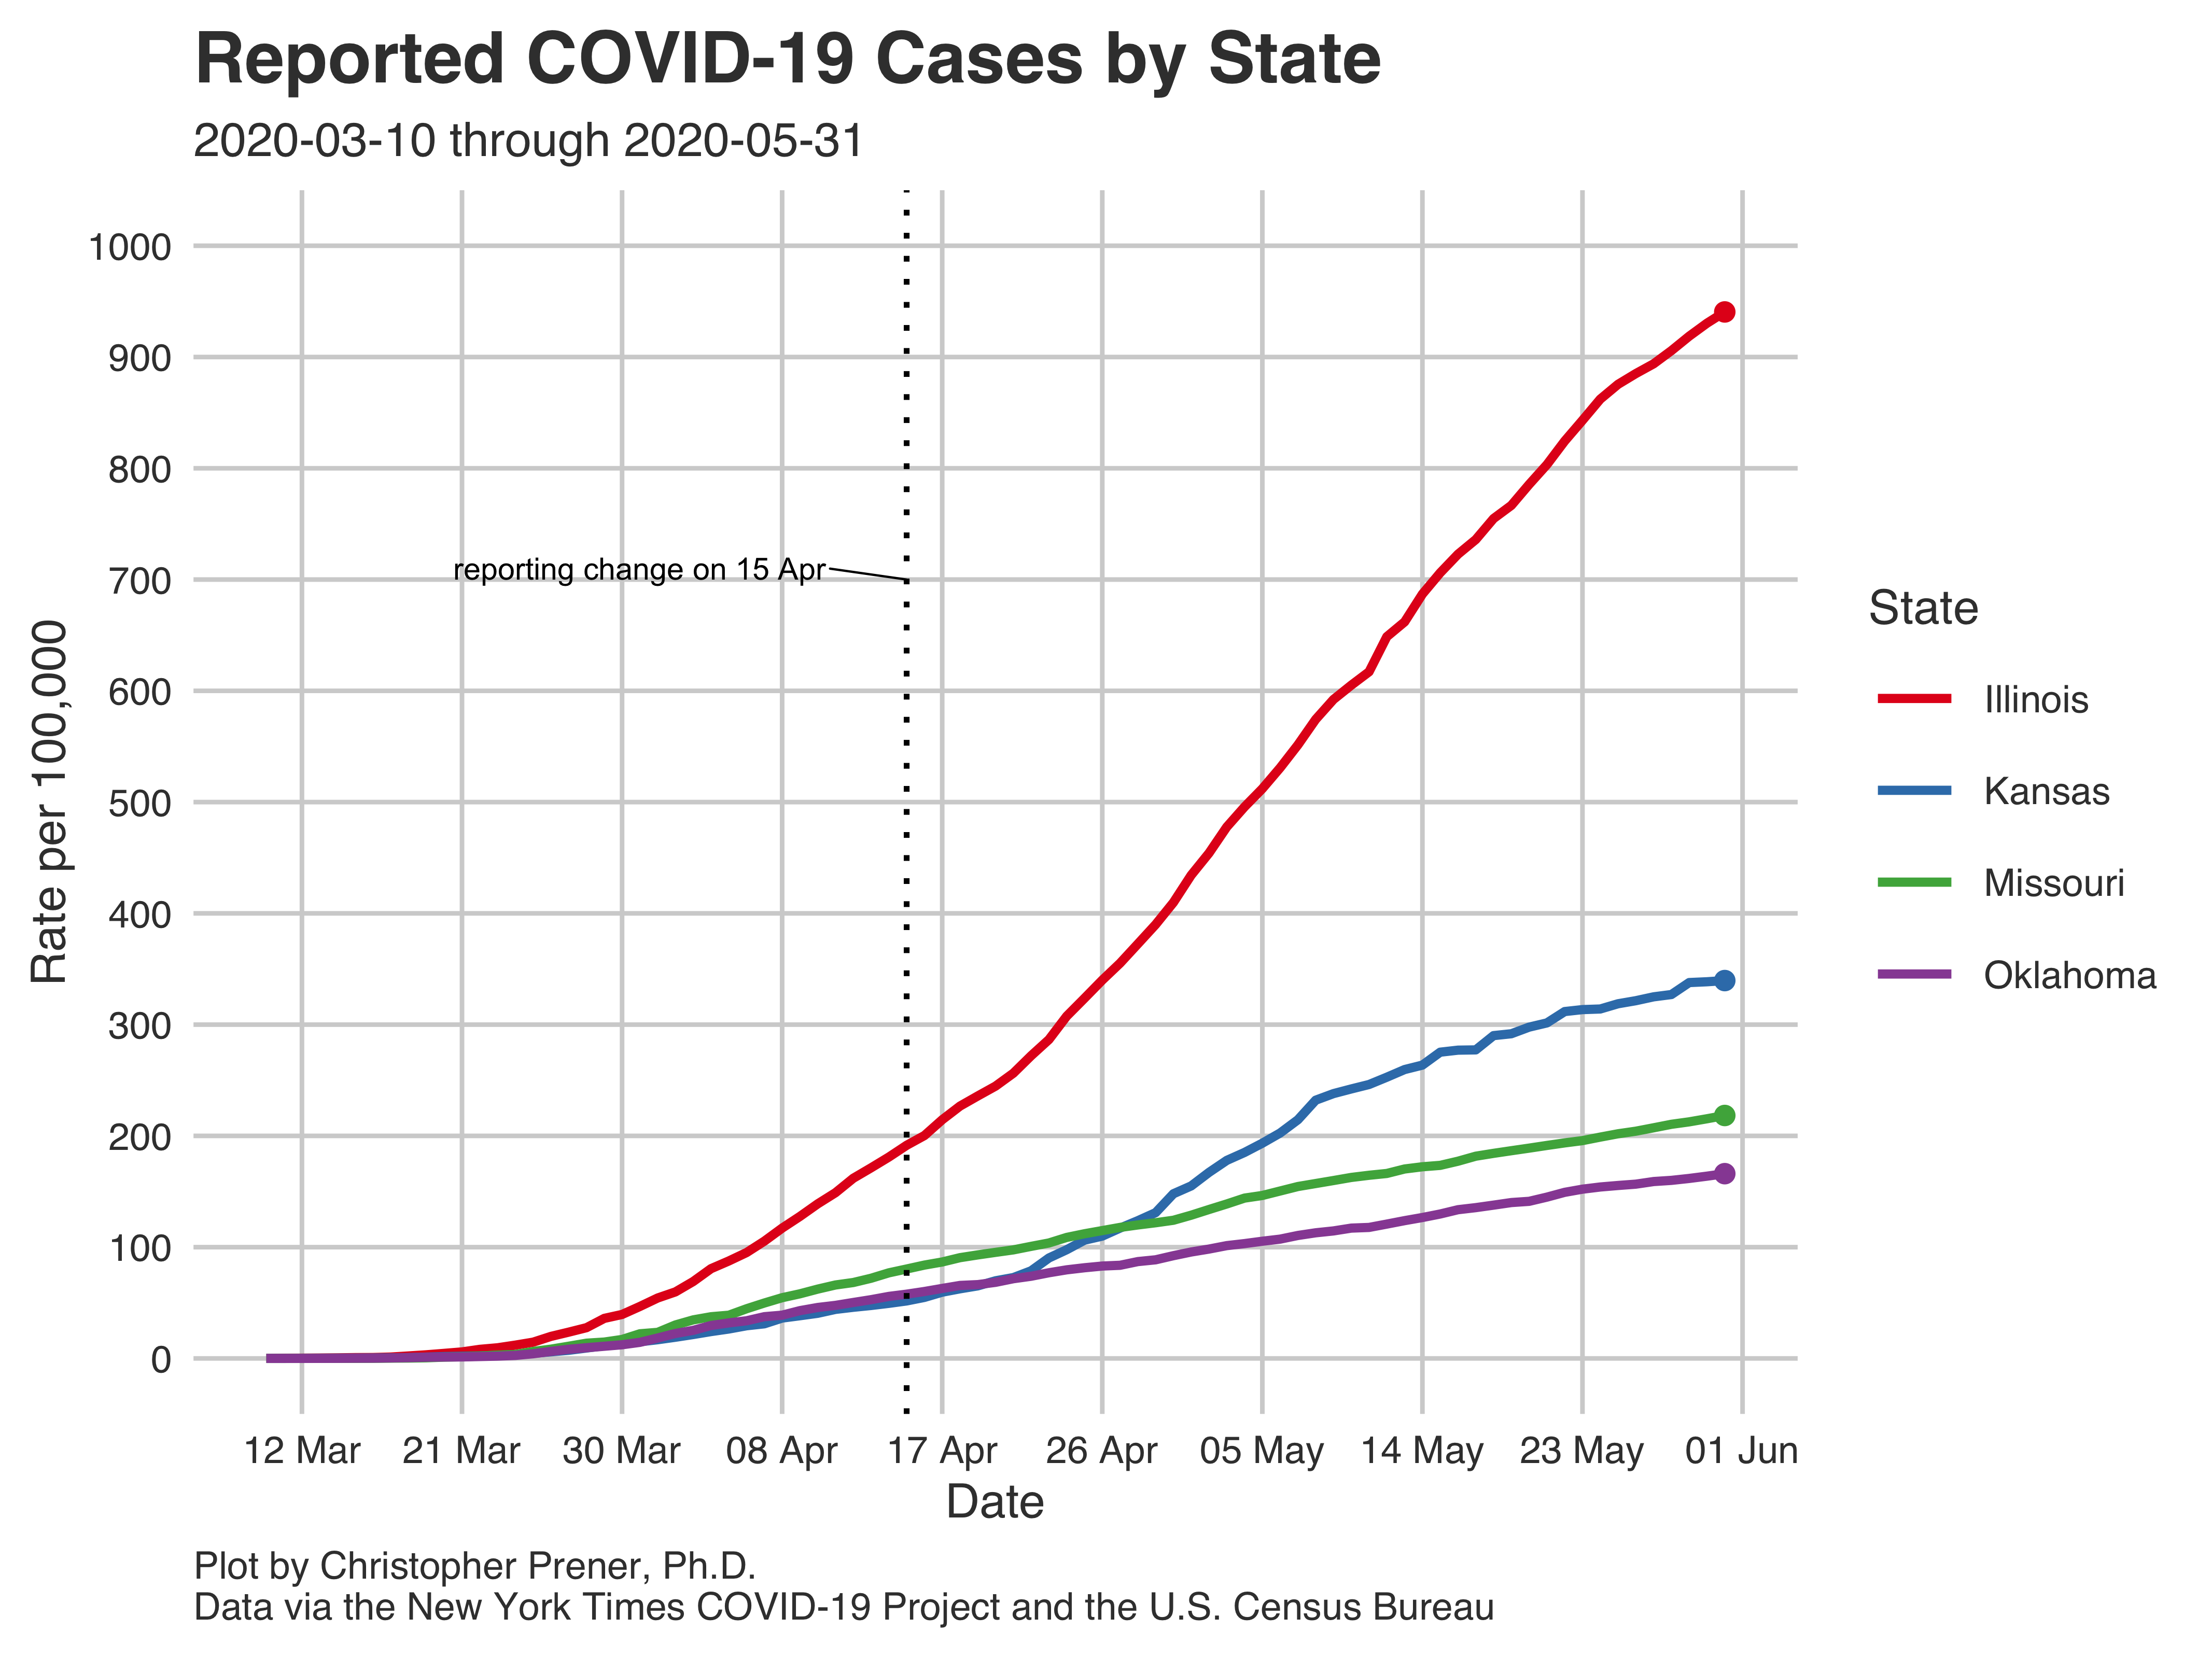 Reported COVID-19 Cases by State
2020-03-10 through 2020-05-31
Rate per 100,000
1000
900
800
700
600
500
400
300
200
100
0
reporting change on 15 Apr
State
Illinois
Kansas
Missouri
Oklahoma
12 Mar 21 Mar 30 Mar 08 Apr 17 Apr 26 Apr 05 May 14 May 23 May 01 Jun
Date
Plot by Christopher Prener, Ph.D.
Data via the New York Times COVID-19 Project and the U.S. Census Bureau